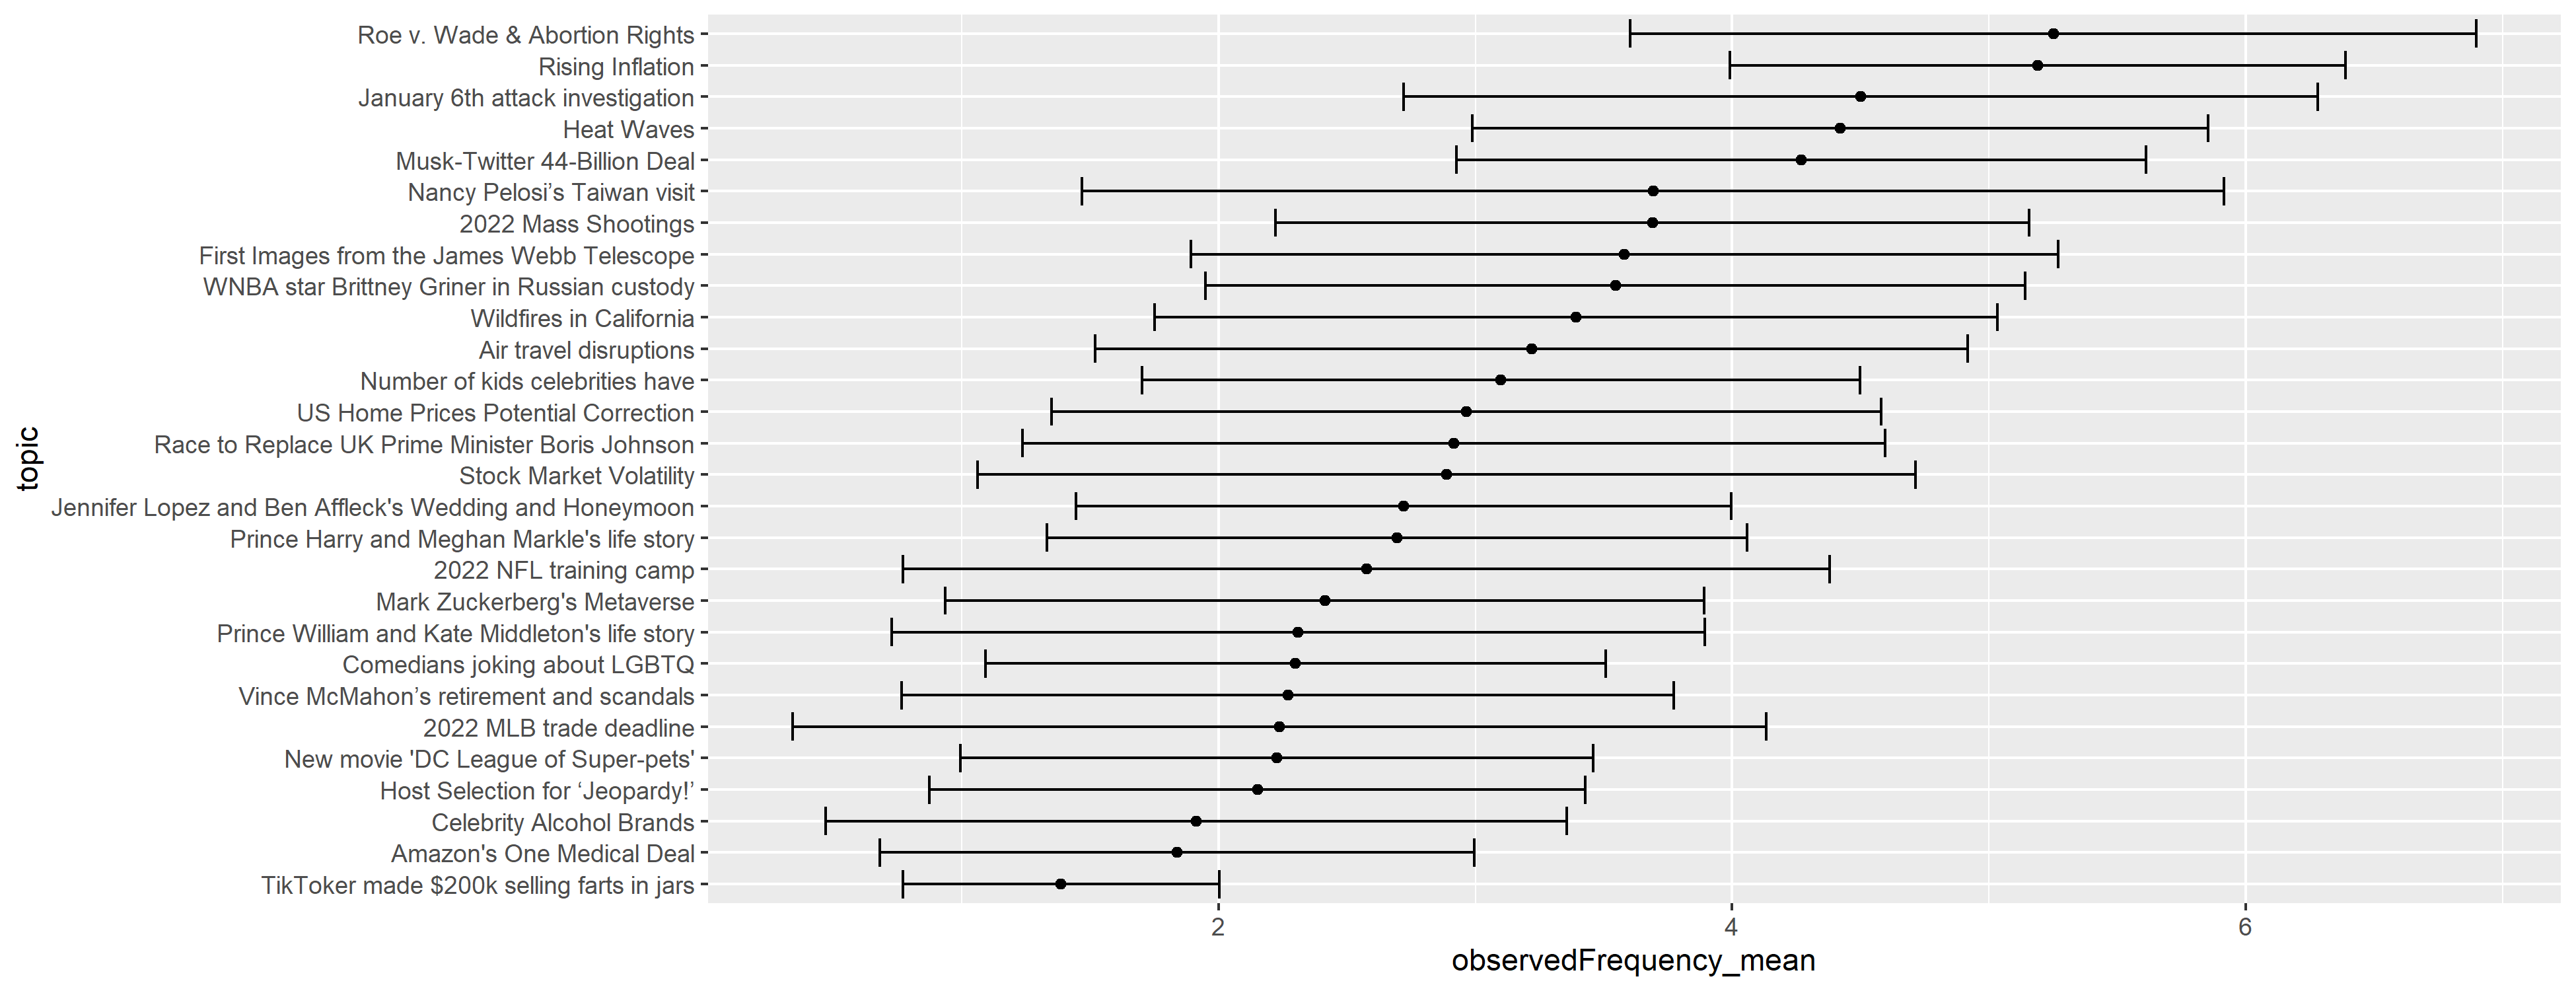 Roe v. Wade & Abortion Rights
Rising Inflation
January 6th attack investigation
Heat Waves
Musk-Twitter 44-Billion Deal
Nancy Pelosi’s Taiwan visit
2022 Mass Shootings
First Images from the James Webb Telescope
WNBA star Brittney Griner in Russian custody
Wildfires in California
Air travel disruptions
Number of kids celebrities have
US Home Prices Potential Correction
Race to Replace UK Prime Minister Boris Johnson
Stock Market Volatility
Jennifer Lopez and Ben Affleck's Wedding and Honeymoon
Prince Harry and Meghan Markle's life story
2022 NFL training camp
Mark Zuckerberg's Metaverse
Prince William and Kate Middleton's life story
Comedians joking about LGBTQ
Vince McMahon’s retirement and scandals
2022 MLB trade deadline
New movie 'DC League of Super-pets'
Host Selection for ‘Jeopardy!’
Celebrity Alcohol Brands
Amazon's One Medical Deal
TikToker made $200k selling farts in jars
topic
2 4 6
observedFrequency_mean